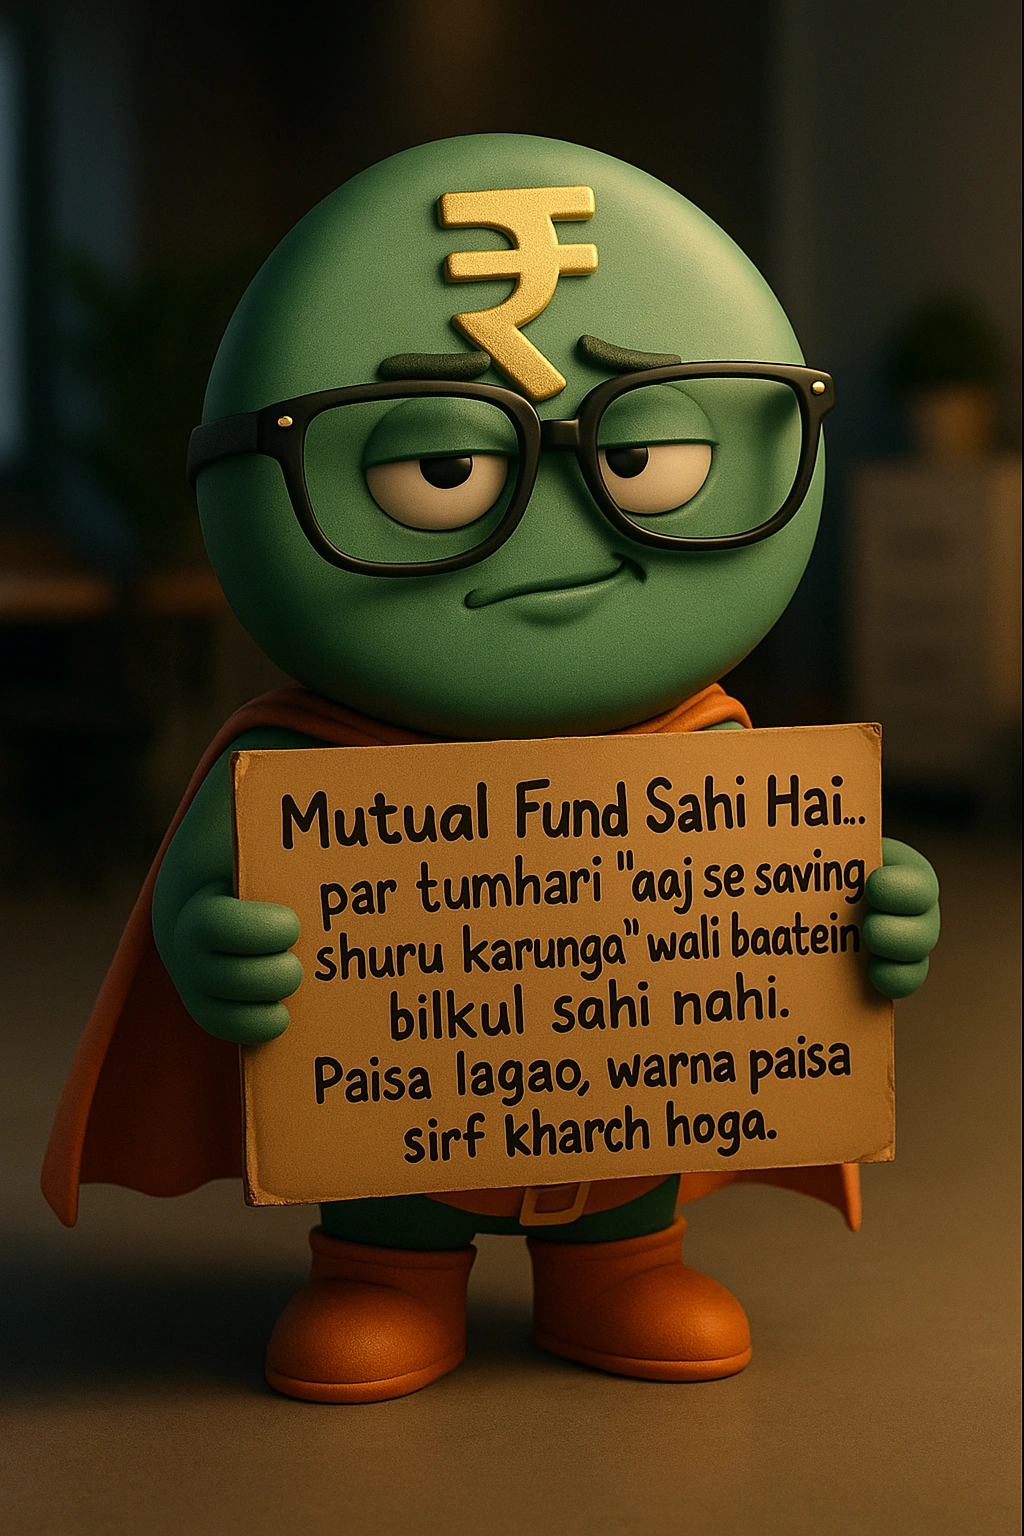 ₹
Mutual Fund Sahi Hai...
par tumhari "aaj se saving
shuru karunga" wali baatein
bilkul sahi nahi.
Paisa lagao, warna paisa
sirf kharch hoga.